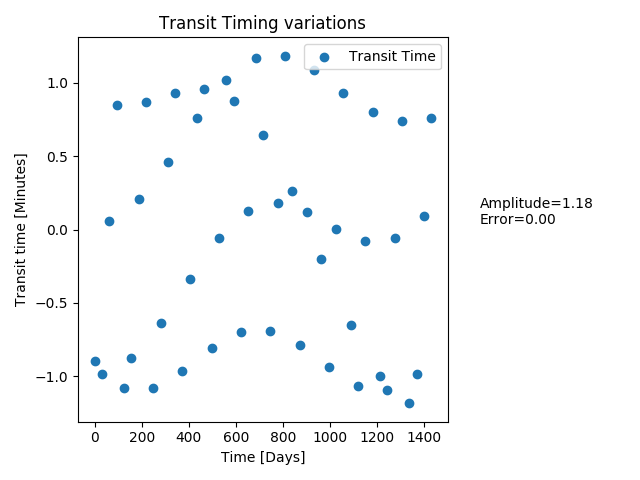 Transit Timing variations
Transit Time
1.0
0.5
0.0
−0.5
−1.0
Transit time [Minutes]
Amplitude=1.18
Error=0.00
0 200 400 600 800 1000 1200 1400
Time [Days]